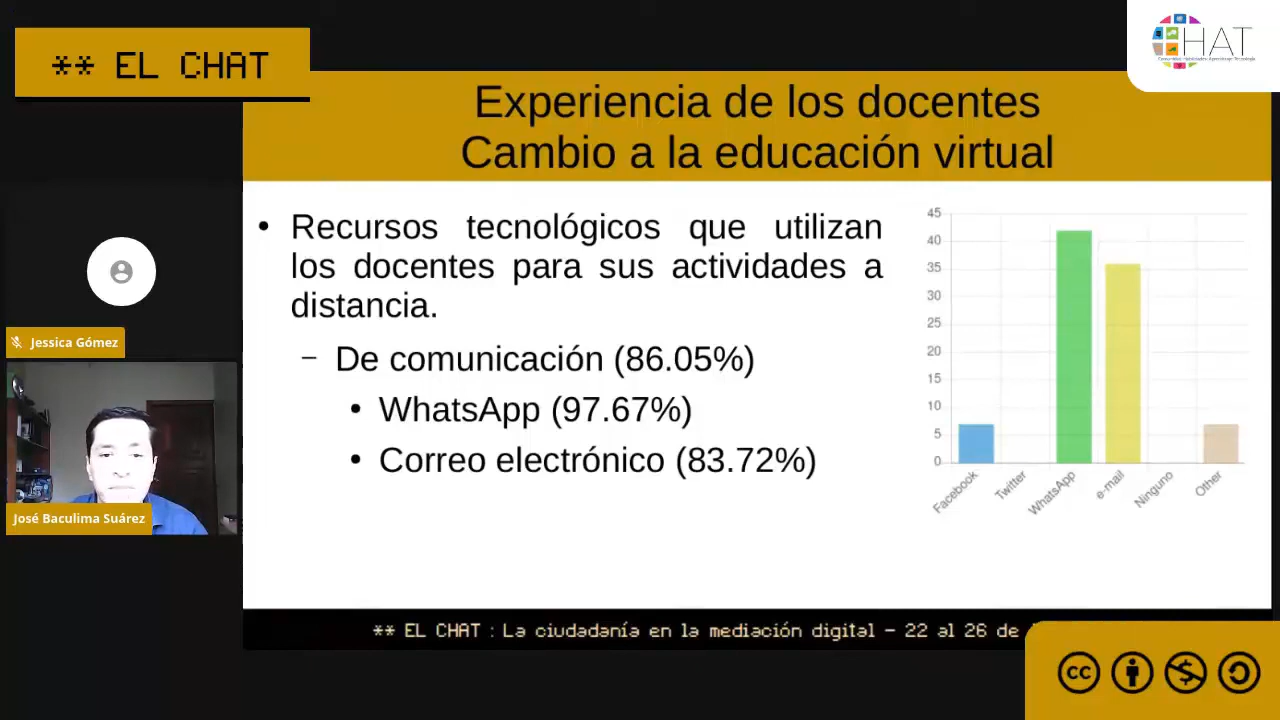 ** EL CHAT
HAT
Experiencia de los docentes
Cambio a la educación virtual
• Recursos tecnológicos que utilizan
los docentes para sus actividades a
distancia.
– De comunicación (86.05%)
• WhatsApp (97.67%)
• Correo electrónico (83.72%)
45
40
35
30
25
20
15
10
5
0
Facebook
Twitter
WhatsApp
e-mail
Ninguno
Other
Jessica Gómez
José Baculima Suárez
** EL CHAT : La ciudadanía en la mediación digital – 22 al 26 de
cc